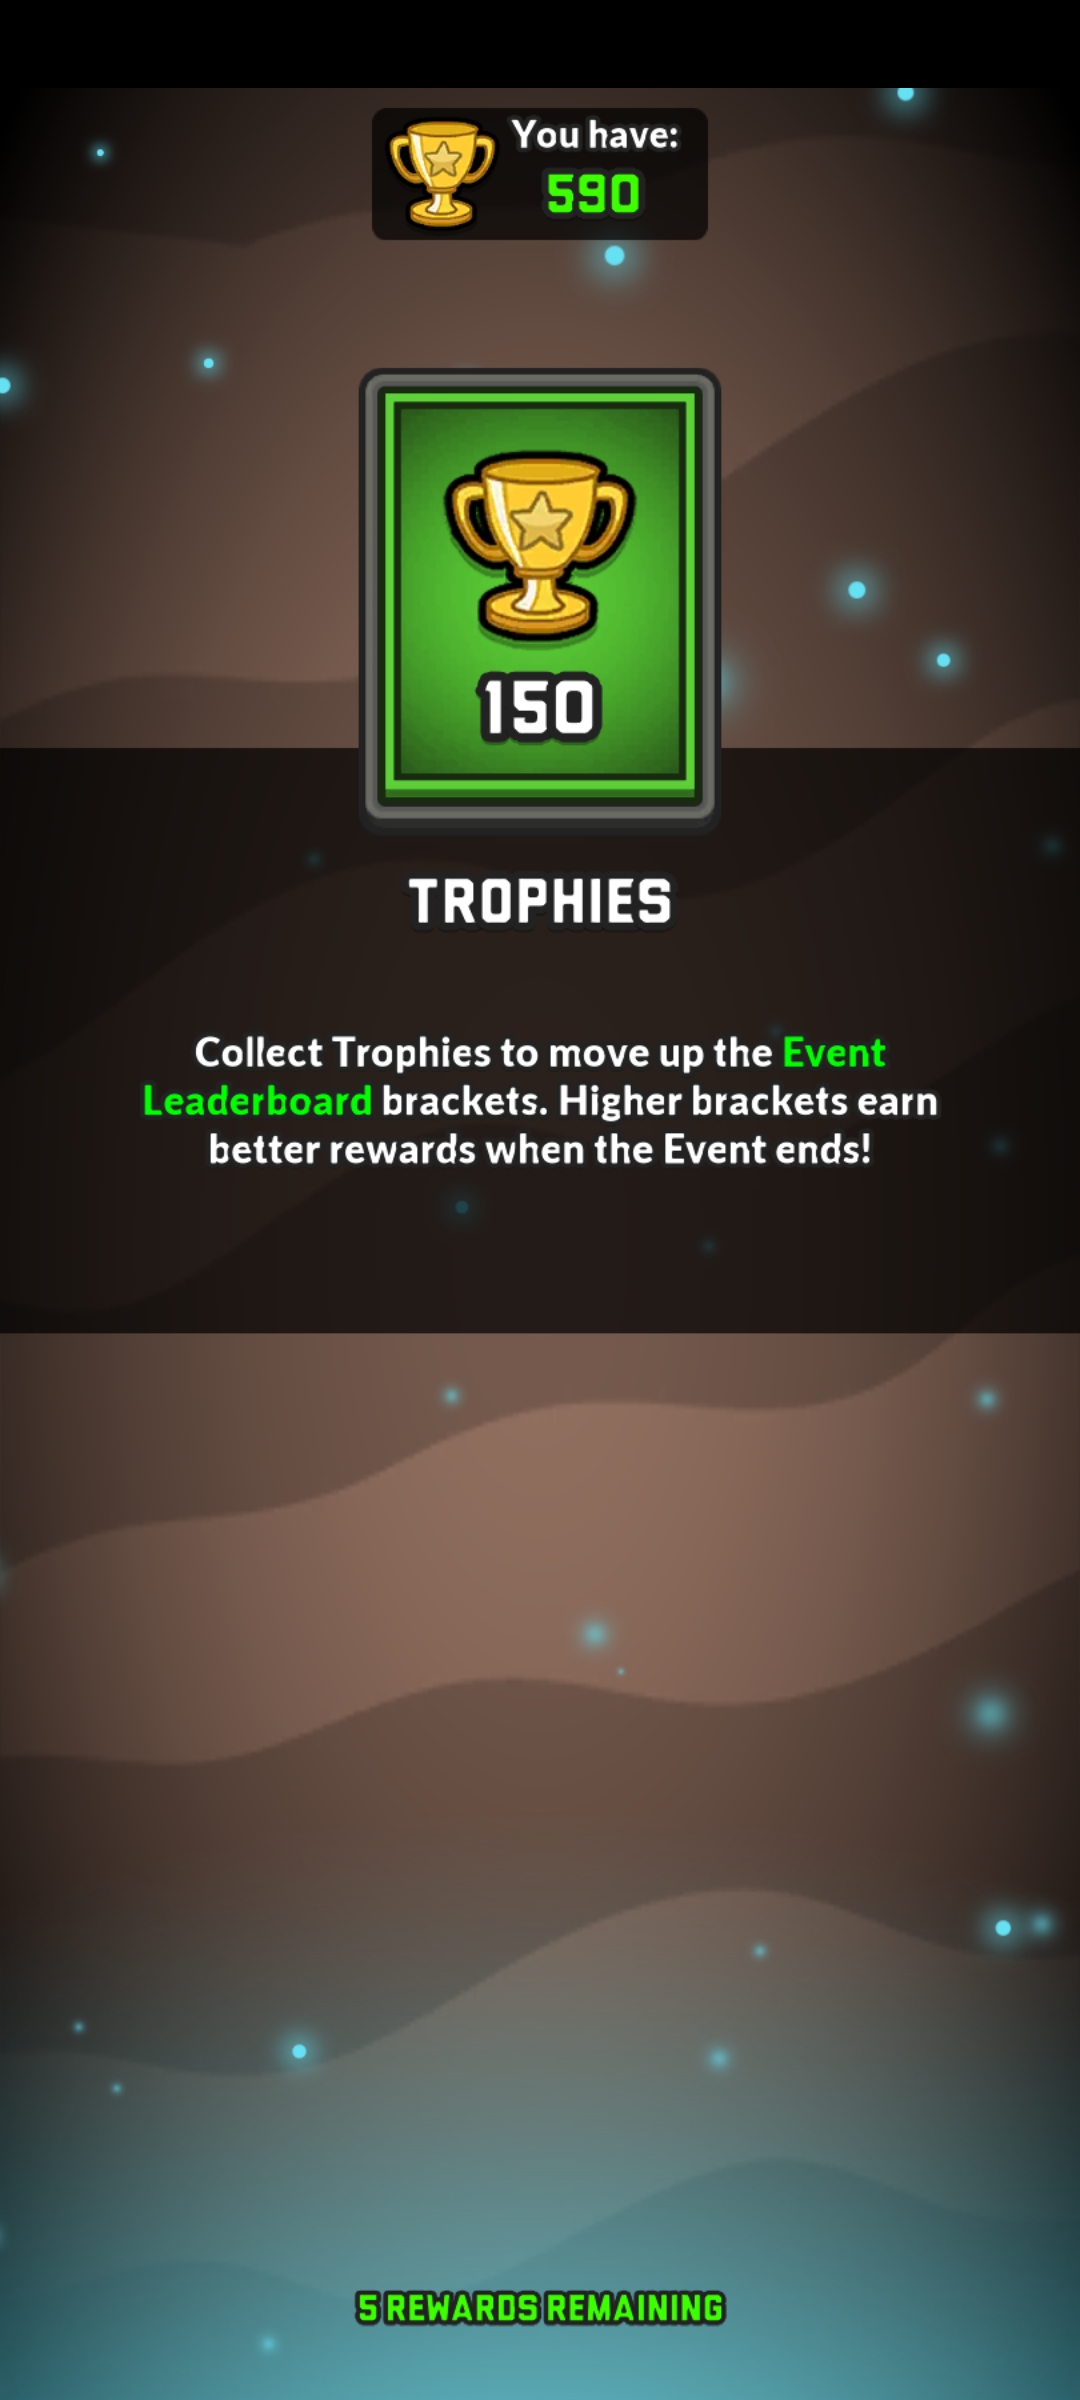 You have:
590
150
TROPHIES
Collect Trophies to move up the Event
Leaderboard brackets. Higher brackets earn
better rewards when the Event ends!
5 REWARDS REMAINING